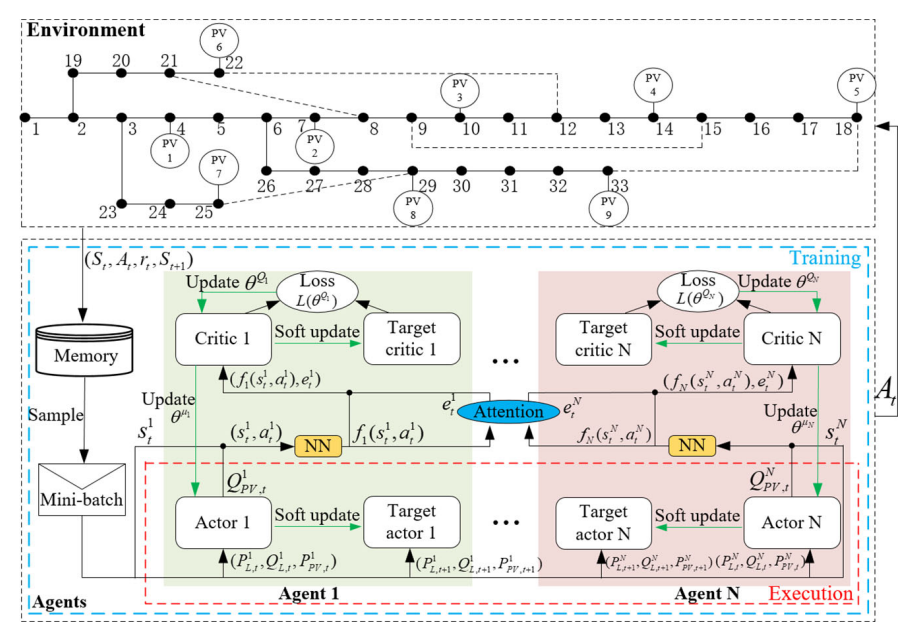 Environment
PV
6
19 20 21 22
PV
3
PV
4
PV
5
1 2 3 4 5 6 7 8 9 10 11 12 13 14 15 16 17 18
PV
1
PV
7
PV
2
26 27 28 29 30 31 32 33
23 24 25
PV
8
PV
9
(S_t, A_t, r_t, S_{t+1})
Training
Update θ^{Q_1}
Loss
L(θ^{Q_1})
Loss
L(θ^{Q_N})
Update θ^{Q_N}
Memory
Critic 1
Soft update
Target
critic 1
...
Target
critic N
Soft update
Critic N
A_t
Sample
Update
θ^{μ_1}
(f_1(s_t^1, a_t^1), e_t^1)
e_t^1
Attention
e_t^N
(f_N(s_t^N, a_t^N), e_t^N)
Update
θ^{μ_N}
s_t^1
(s_t^1, a_t^1)
NN
f_1(s_t^1, a_t^1)
f_N(s_t^N, a_t^N)
NN
s_t^N
Mini-batch
Q_{PV,t}^1
Q_{PV,t}^N
Actor 1
Soft update
Target
actor 1
...
Target
actor N
Soft update
Actor N
(P_{L,t}^1, Q_{L,t}^1, P_{PV,t}^1)
(P_{L,t+1}^1, Q_{L,t+1}^1, P_{PV,t+1}^1)
(P_{L,t+1}^N, Q_{L,t+1}^N, P_{PV,t+1}^N)
(P_{L,t}^N, Q_{L,t}^N, P_{PV,t}^N)
Agents
Agent 1
Agent N
Execution